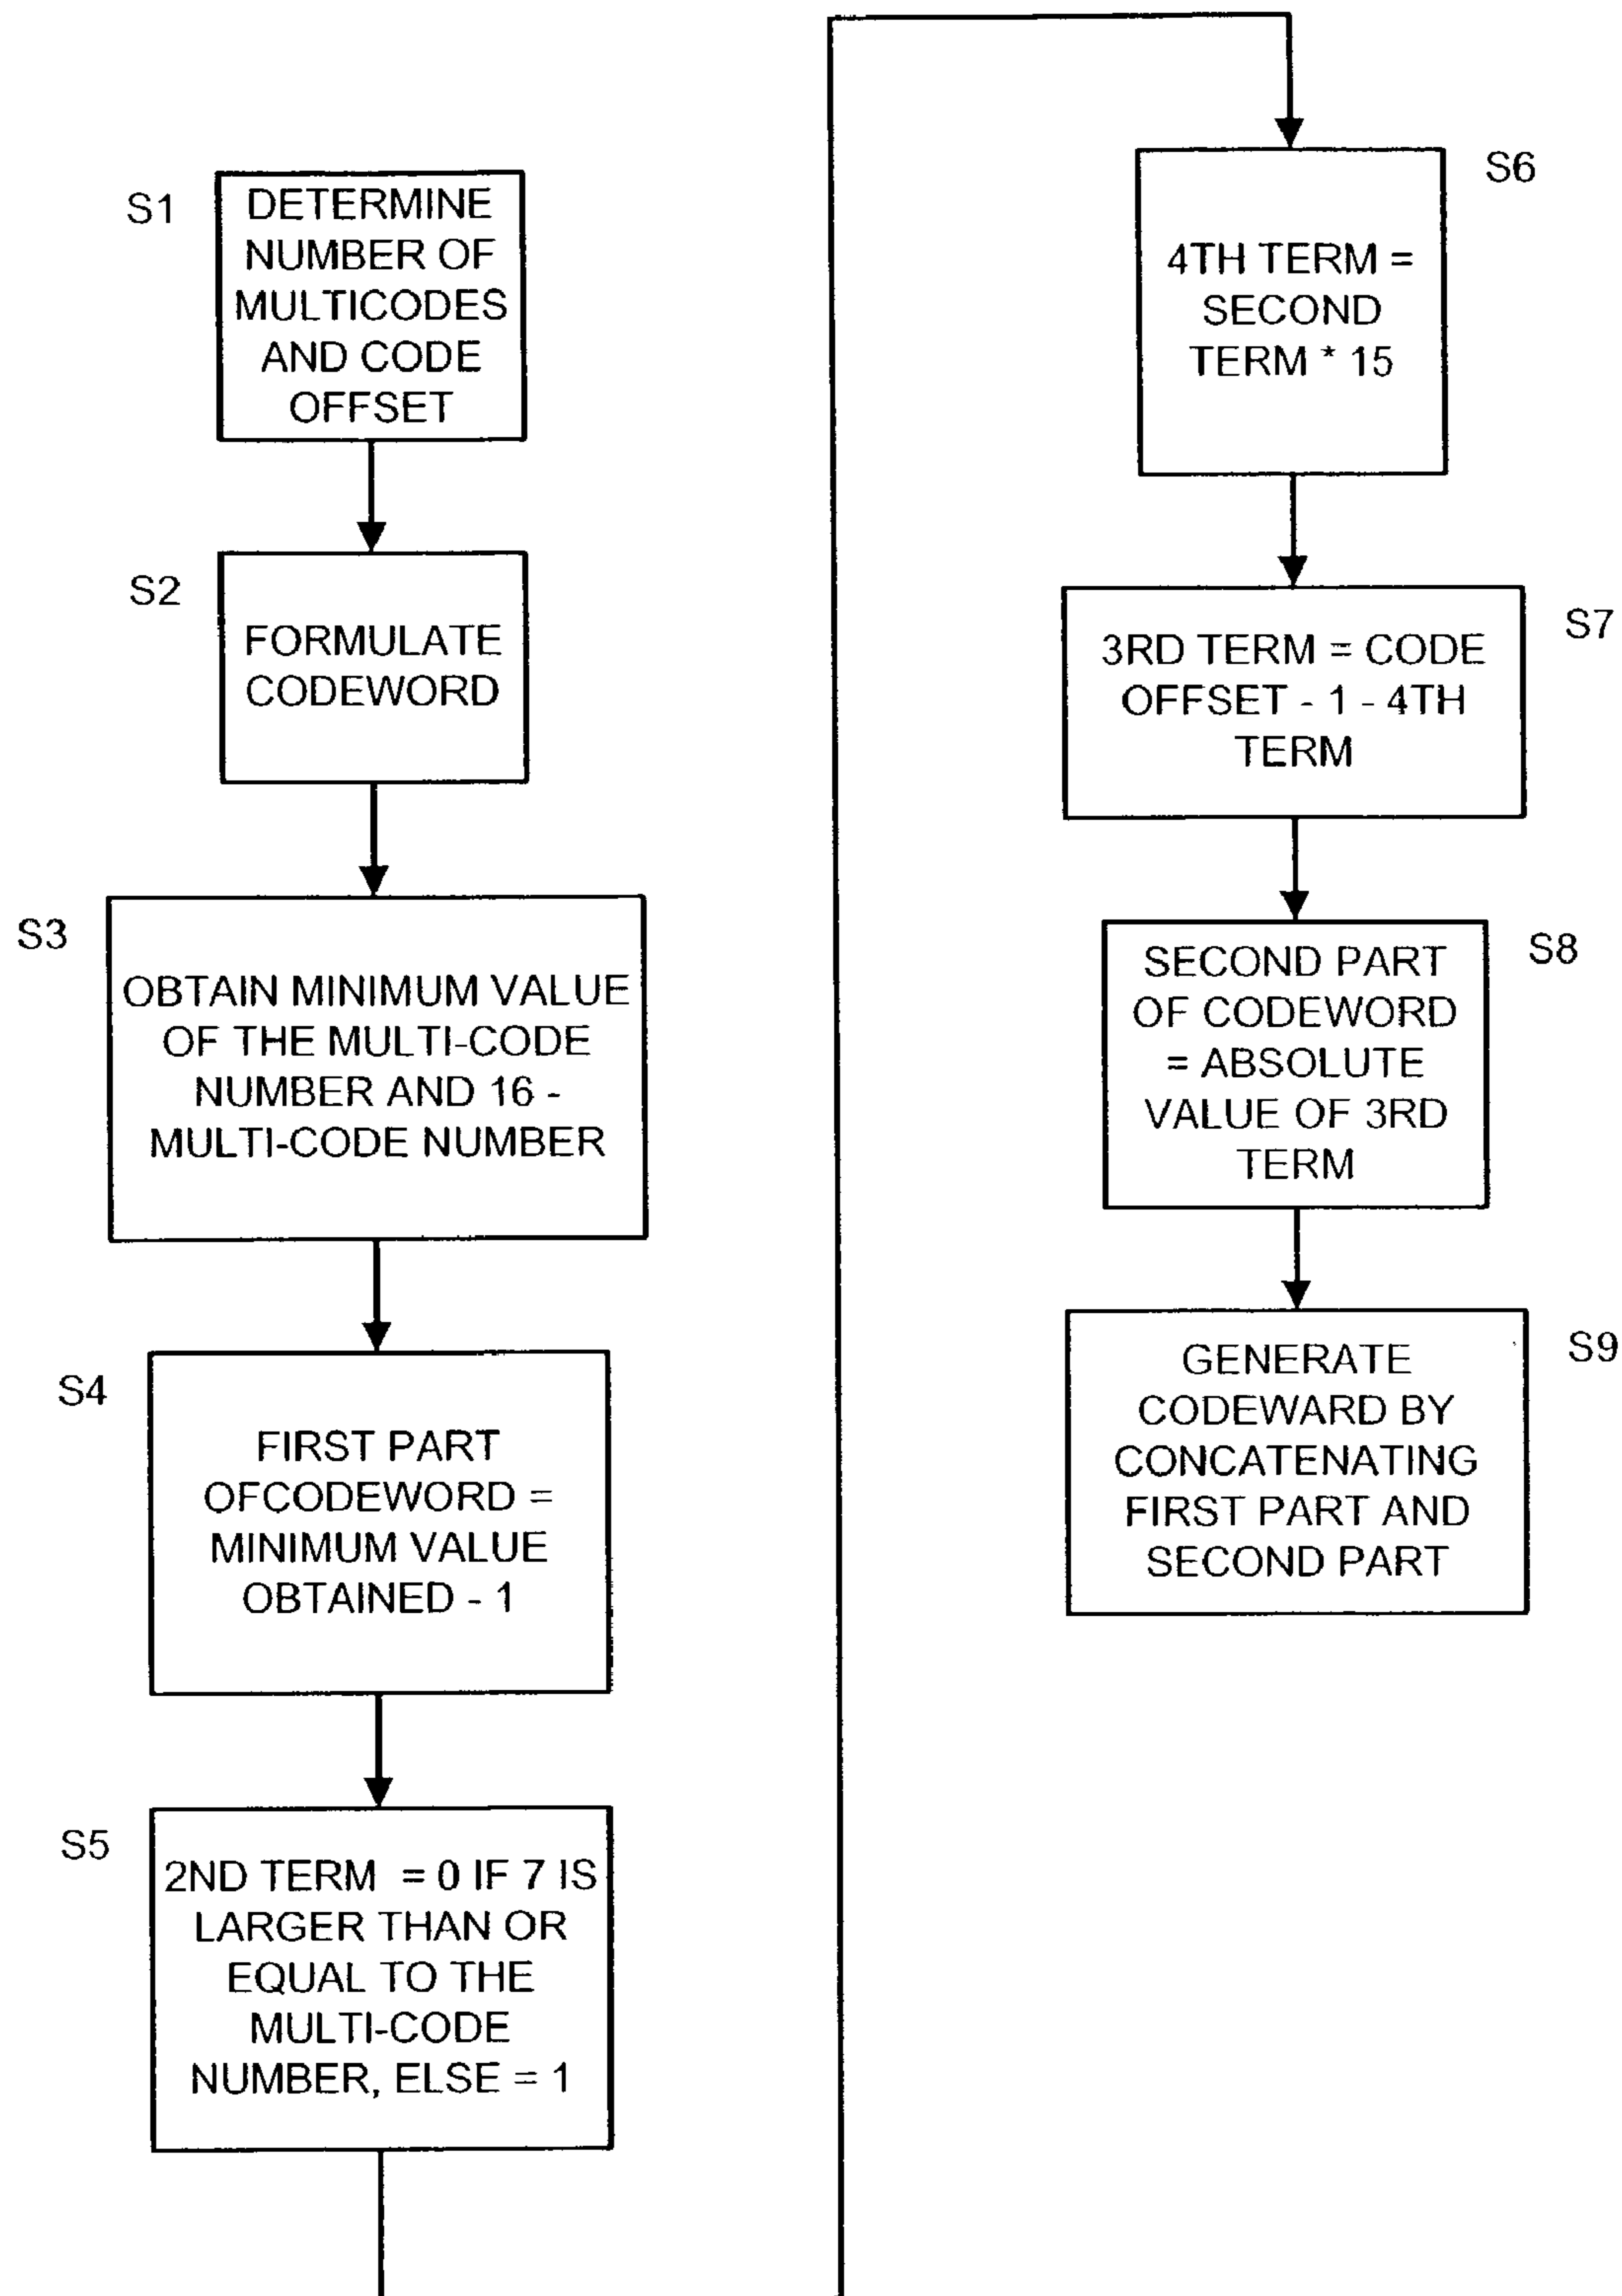 S1
DETERMINE
NUMBER OF
MULTICODES
AND CODE
OFFSET
S2
FORMULATE
CODEWORD
S3
OBTAIN MINIMUM VALUE
OF THE MULTI-CODE
NUMBER AND 16 -
MULTI-CODE NUMBER
S4
FIRST PART
OFCODEWORD =
MINIMUM VALUE
OBTAINED - 1
S5
2ND TERM = 0 IF 7 IS
LARGER THAN OR
EQUAL TO THE
MULTI-CODE
NUMBER, ELSE = 1
S6
4TH TERM =
SECOND
TERM * 15
S7
3RD TERM = CODE
OFFSET - 1 - 4TH
TERM
S8
SECOND PART
OF CODEWORD
= ABSOLUTE
VALUE OF 3RD
TERM
S9
GENERATE
CODEWARD BY
CONCATENATING
FIRST PART AND
SECOND PART